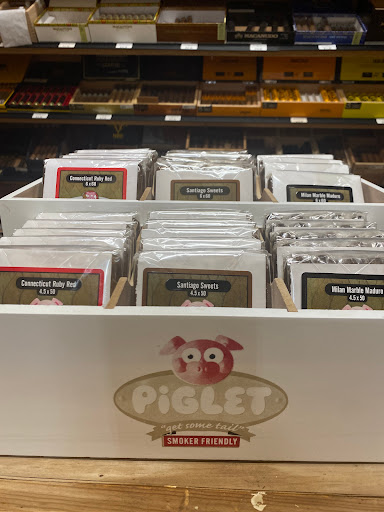 Connecticut Ruby Red
6 x 60
Santiago Sweets
6 x 60
Milan Marble Maduro
6 x 60
Connecticut Ruby Red
4.5 x 50
Santiago Sweets
4.5 x 50
Milan Marble Maduro
4.5 x 50
PiGLET
"get some tail"
SMOKER FRIENDLY